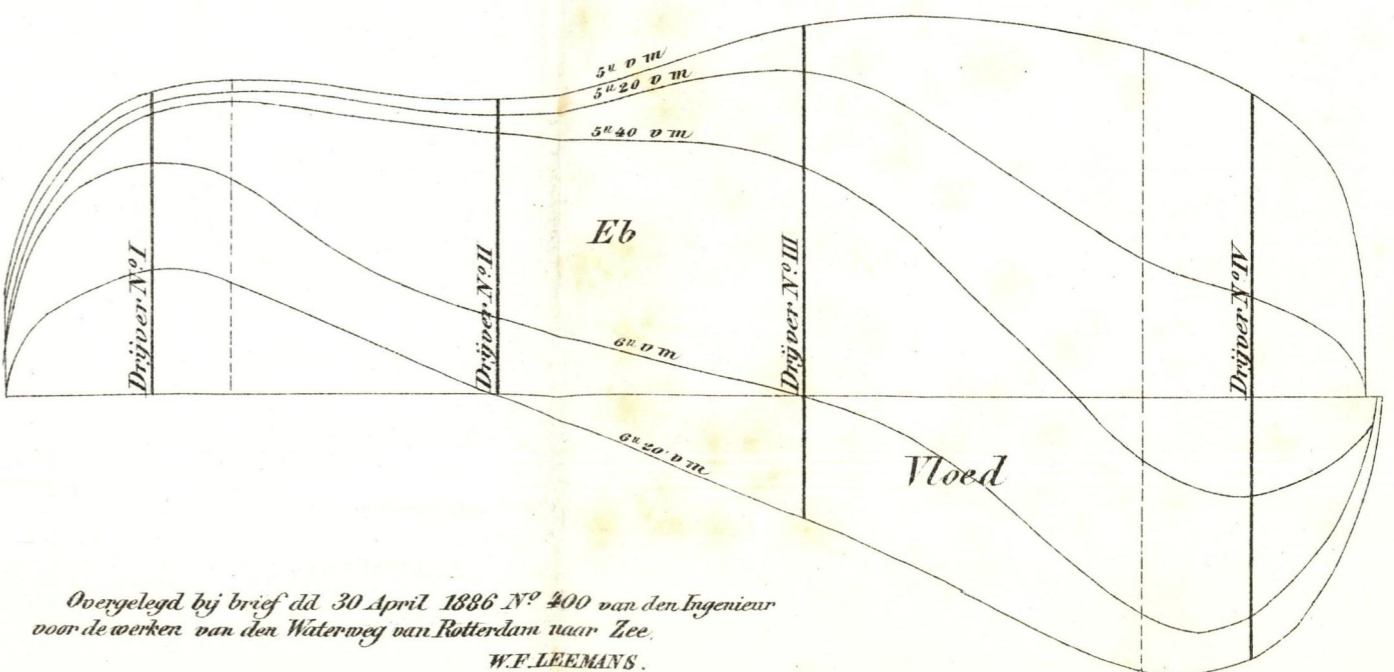 5ᵘ v m
5ᵘ 20 v m
5ᵘ 40 v m
Eb
Drijver Nº I
Drijver Nº II
Drijver Nº III
Drijver Nº IV
6ᵘ v m
6ᵘ 20' v m
Vloed
Overgelegd bij brief dd 30 April 1886 Nº 400 van den Ingenieur
voor de werken van den Waterweg van Rotterdam naar Zee.
W.F. LEEMANS.